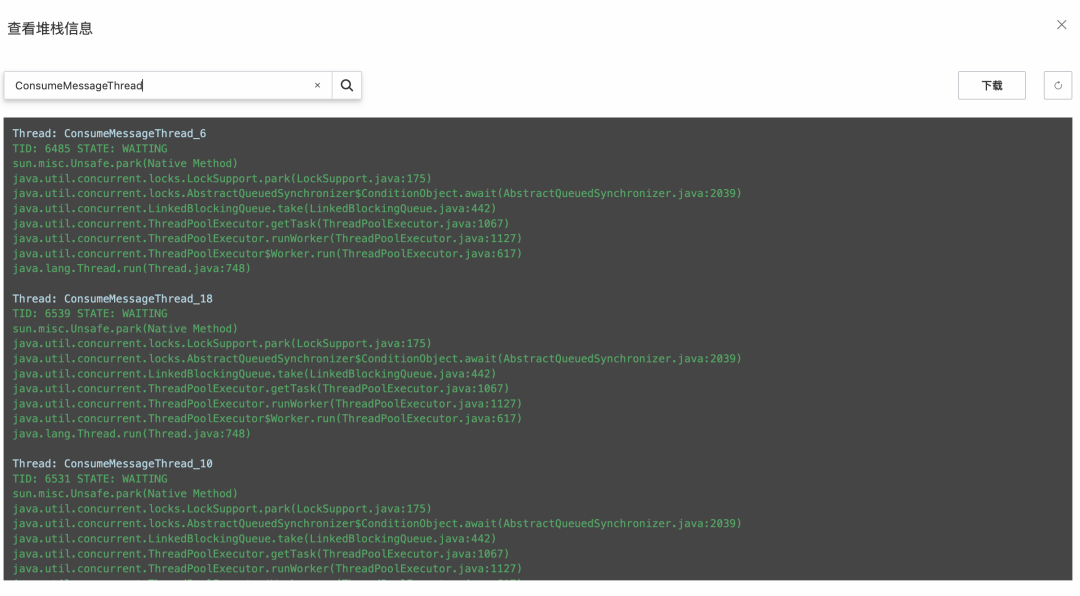 查看堆栈信息
ConsumeMessageThread
下载
Thread: ConsumeMessageThread_6
TID: 6485 STATE: WAITING
sun.misc.Unsafe.park(Native Method)
java.util.concurrent.locks.LockSupport.park(LockSupport.java:175)
java.util.concurrent.locks.AbstractQueuedSynchronizer$ConditionObject.await(AbstractQueuedSynchronizer.java:2039)
java.util.concurrent.LinkedBlockingQueue.take(LinkedBlockingQueue.java:442)
java.util.concurrent.ThreadPoolExecutor.getTask(ThreadPoolExecutor.java:1067)
java.util.concurrent.ThreadPoolExecutor.runWorker(ThreadPoolExecutor.java:1127)
java.util.concurrent.ThreadPoolExecutor$Worker.run(ThreadPoolExecutor.java:617)
java.lang.Thread.run(Thread.java:748)
Thread: ConsumeMessageThread_18
TID: 6539 STATE: WAITING
sun.misc.Unsafe.park(Native Method)
java.util.concurrent.locks.LockSupport.park(LockSupport.java:175)
java.util.concurrent.locks.AbstractQueuedSynchronizer$ConditionObject.await(AbstractQueuedSynchronizer.java:2039)
java.util.concurrent.LinkedBlockingQueue.take(LinkedBlockingQueue.java:442)
java.util.concurrent.ThreadPoolExecutor.getTask(ThreadPoolExecutor.java:1067)
java.util.concurrent.ThreadPoolExecutor.runWorker(ThreadPoolExecutor.java:1127)
java.util.concurrent.ThreadPoolExecutor$Worker.run(ThreadPoolExecutor.java:617)
java.lang.Thread.run(Thread.java:748)
Thread: ConsumeMessageThread_10
TID: 6531 STATE: WAITING
sun.misc.Unsafe.park(Native Method)
java.util.concurrent.locks.LockSupport.park(LockSupport.java:175)
java.util.concurrent.locks.AbstractQueuedSynchronizer$ConditionObject.await(AbstractQueuedSynchronizer.java:2039)
java.util.concurrent.LinkedBlockingQueue.take(LinkedBlockingQueue.java:442)
java.util.concurrent.ThreadPoolExecutor.getTask(ThreadPoolExecutor.java:1067)
java.util.concurrent.ThreadPoolExecutor.runWorker(ThreadPoolExecutor.java:1127)